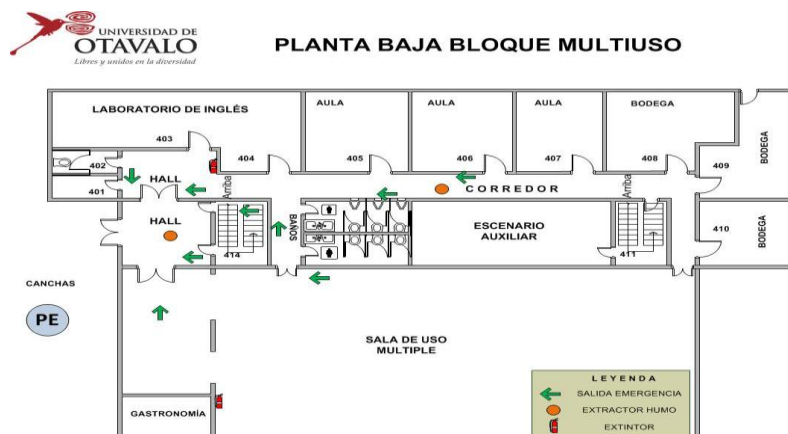 UNIVERSIDAD DE
OTAVALO
Libres y unidos en la diversidad
PLANTA BAJA BLOQUE MULTIUSO
LABORATORIO DE INGLÉS
AULA
AULA
AULA
BODEGA
403
404
405
406
407
408
409
BODEGA
402
401
HALL
Arriba
CORREDOR
Arriba
HALL
BAÑOS
ESCENARIO
AUXILIAR
410
BODEGA
414
411
CANCHAS
PE
SALA DE USO
MULTIPLE
GASTRONOMÍA
LEYENDA
SALIDA EMERGENCIA
EXTRACTOR HUMO
EXTINTOR